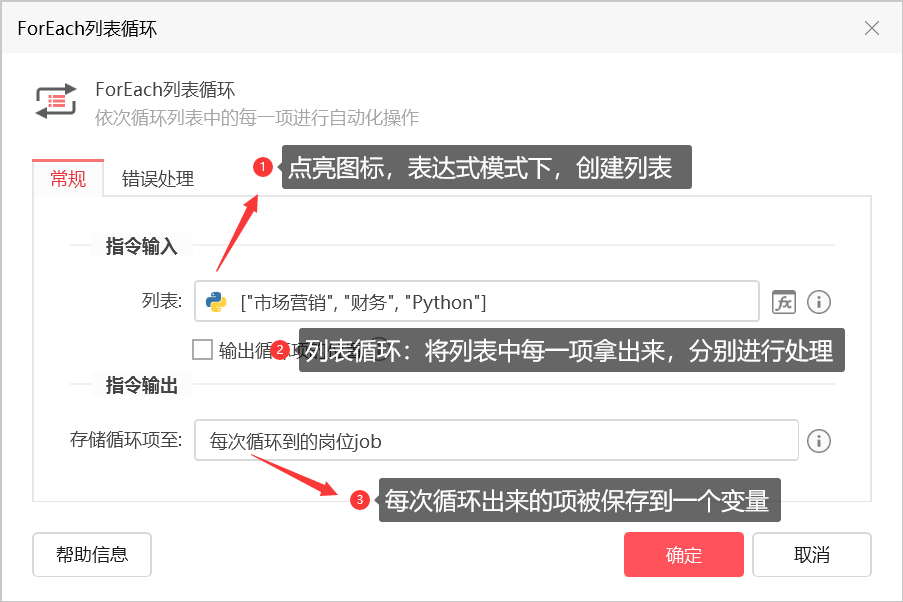 ForEach列表循环
ForEach列表循环
依次循环列表中的每一项进行自动化操作
1 点亮图标，表达式模式下，创建列表
常规 错误处理
指令输入
列表: ["市场营销", "财务", "Python"] fx
输出循
2 列表循环：将列表中每一项拿出来，分别进行处理
指令输出
存储循环项至: 每次循环到的岗位job
3 每次循环出来的项被保存到一个变量
帮助信息 确定 取消